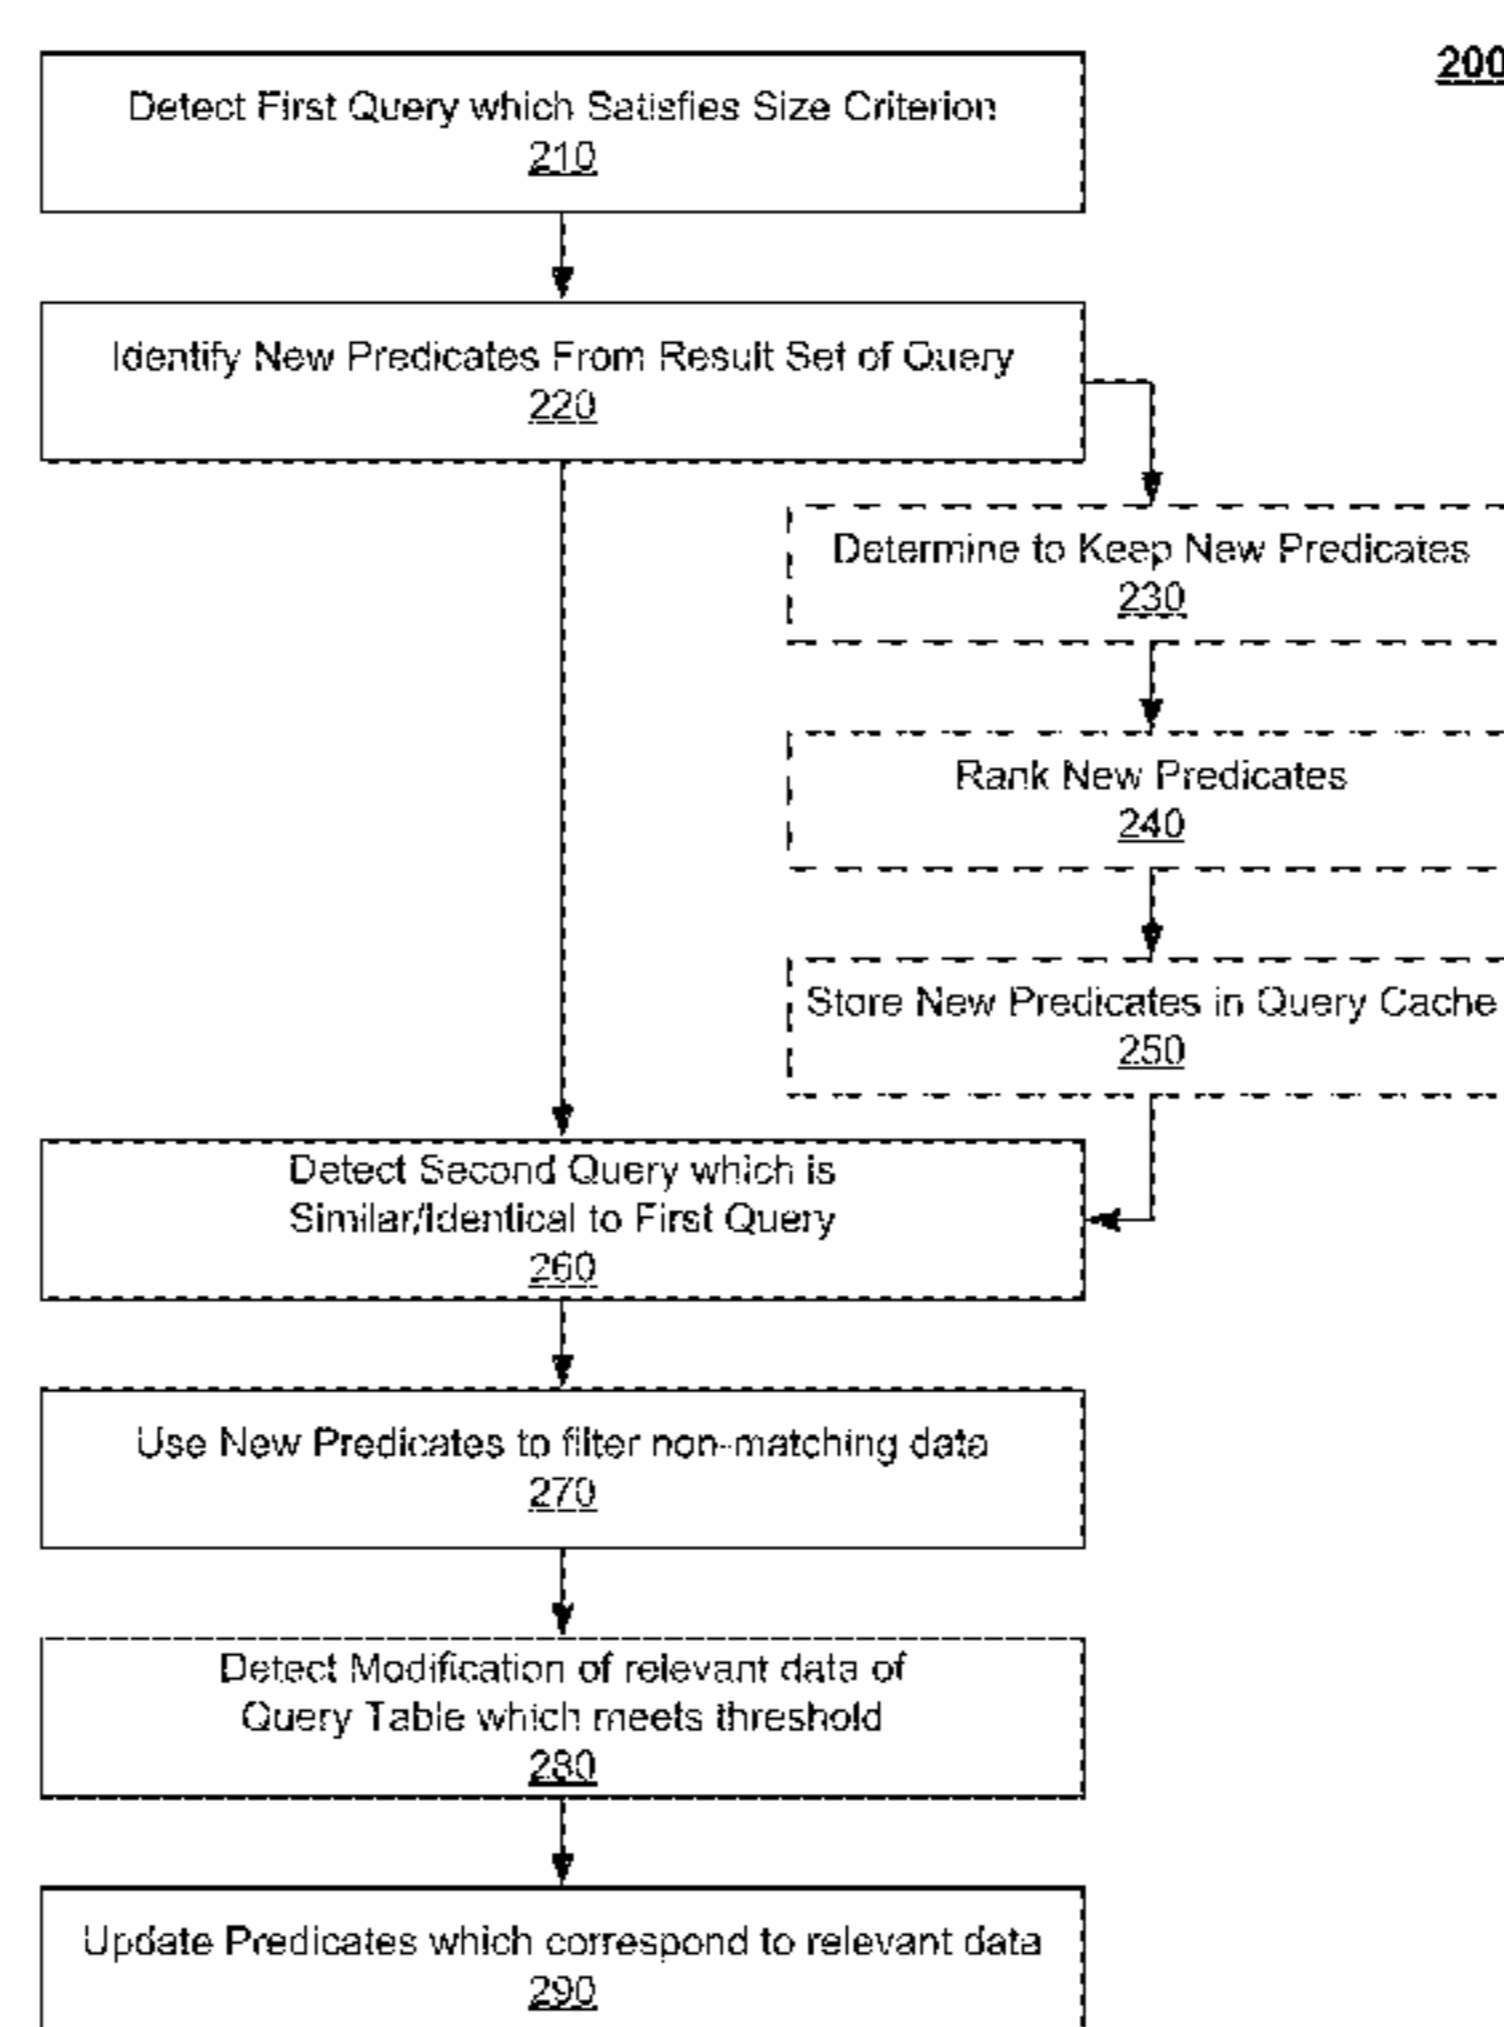 200
Detect First Query which Satisfies Size Criterion
210
Identify New Predicates From Result Set of Query
220
Determine to Keep New Predicates
230
Rank New Predicates
240
Store New Predicates in Query Cache
250
Detect Second Query which is
Similar/Identical to First Query
260
Use New Predicates to filter non-matching data
270
Detect Modification of relevant data of
Query Table which meets threshold
280
Update Predicates which correspond to relevant data
290